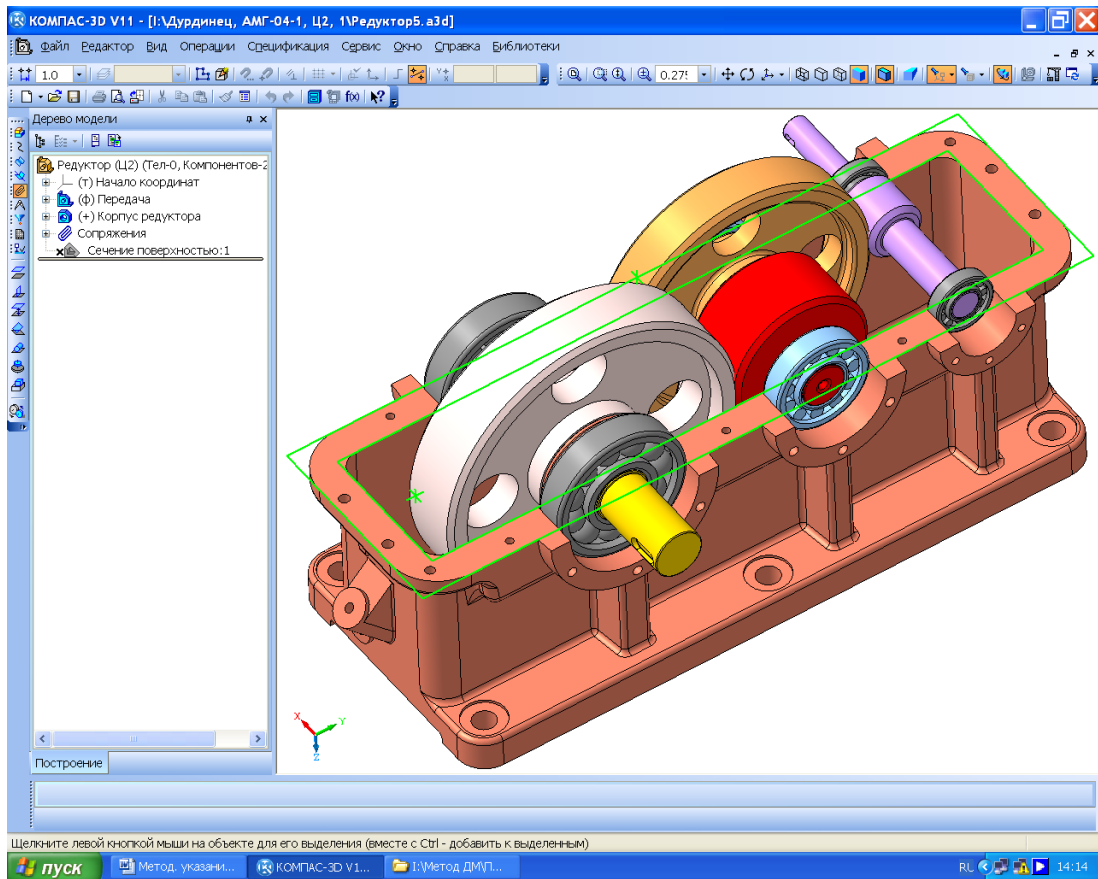 КОМПАС-3D V11 - [I:\Дурдинец, АМГ-04-1, Ц2, 1\Редуктор5.a3d]
Файл Редактор Вид Операции Спецификация Сервис Окно Справка Библиотеки
1.0
0.27
Дерево модели
Редуктор (Ц2) (Тел-0, Компонентов-2
(т) Начало координат
(ф) Передача
(+) Корпус редуктора
Сопряжения
Сечение поверхностью:1
X Y
Z
Построение
Щелкните левой кнопкой мыши на объекте для его выделения (вместе с Ctrl - добавить к выделенным)
пуск Метод. указани... КОМПАС-3D V1... I:\Метод ДМ\П... RL 14:14